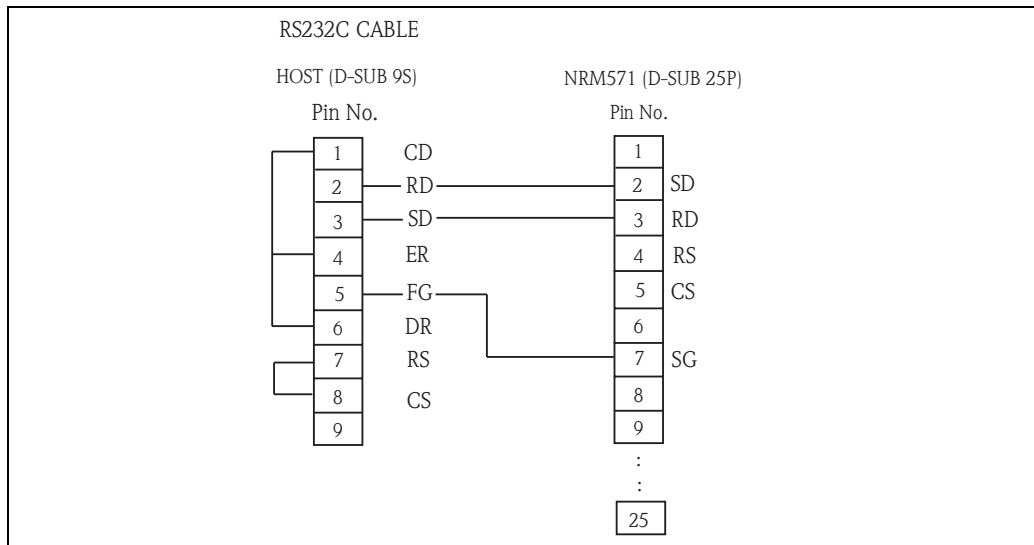 RS232C CABLE
HOST (D-SUB 9S)
NRM571 (D-SUB 25P)
Pin No.
Pin No.
1 CD 1
2 RD 2 SD
3 SD 3 RD
4 ER 4 RS
5 FG 5 CS
6 DR 6
7 RS 7 SG
8 CS 8
9 9
:
:
25